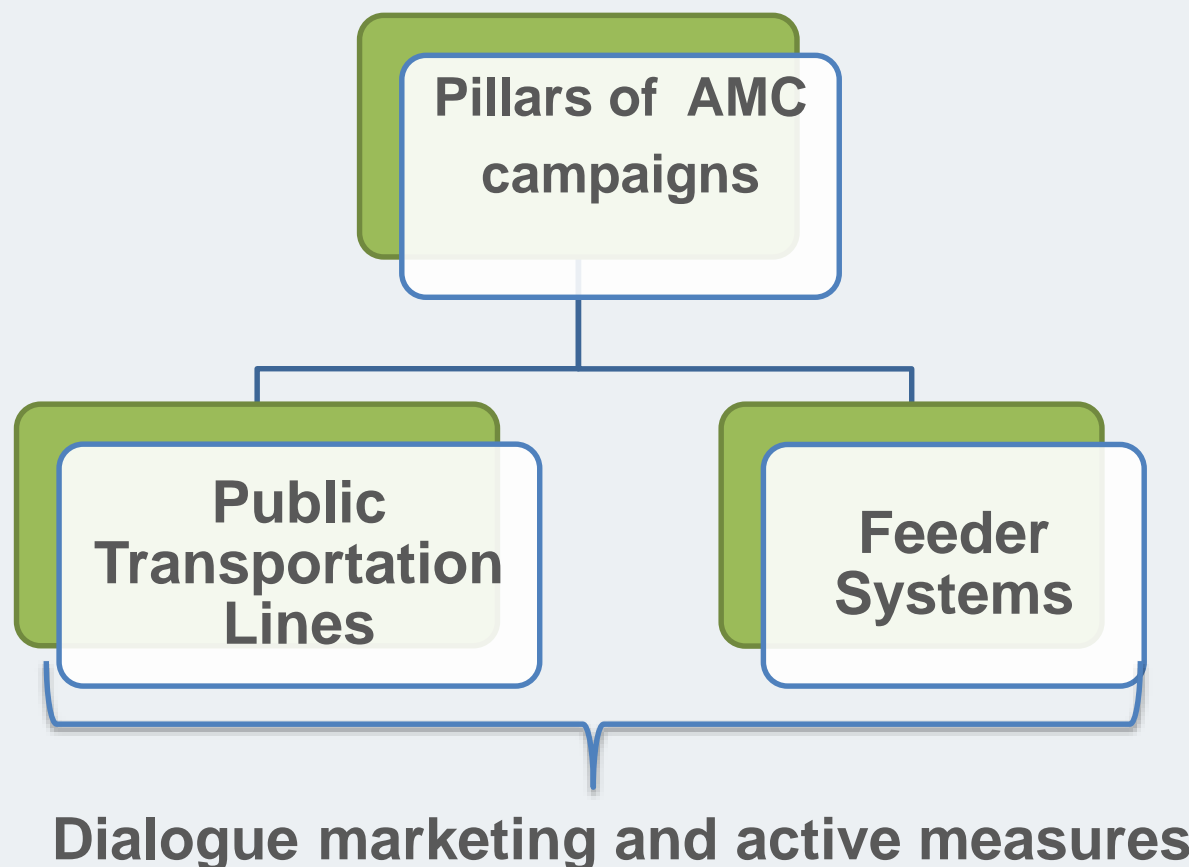 Pillars of AMC
campaigns
Public
Transportation
Lines
Feeder
Systems
Dialogue marketing and active measures